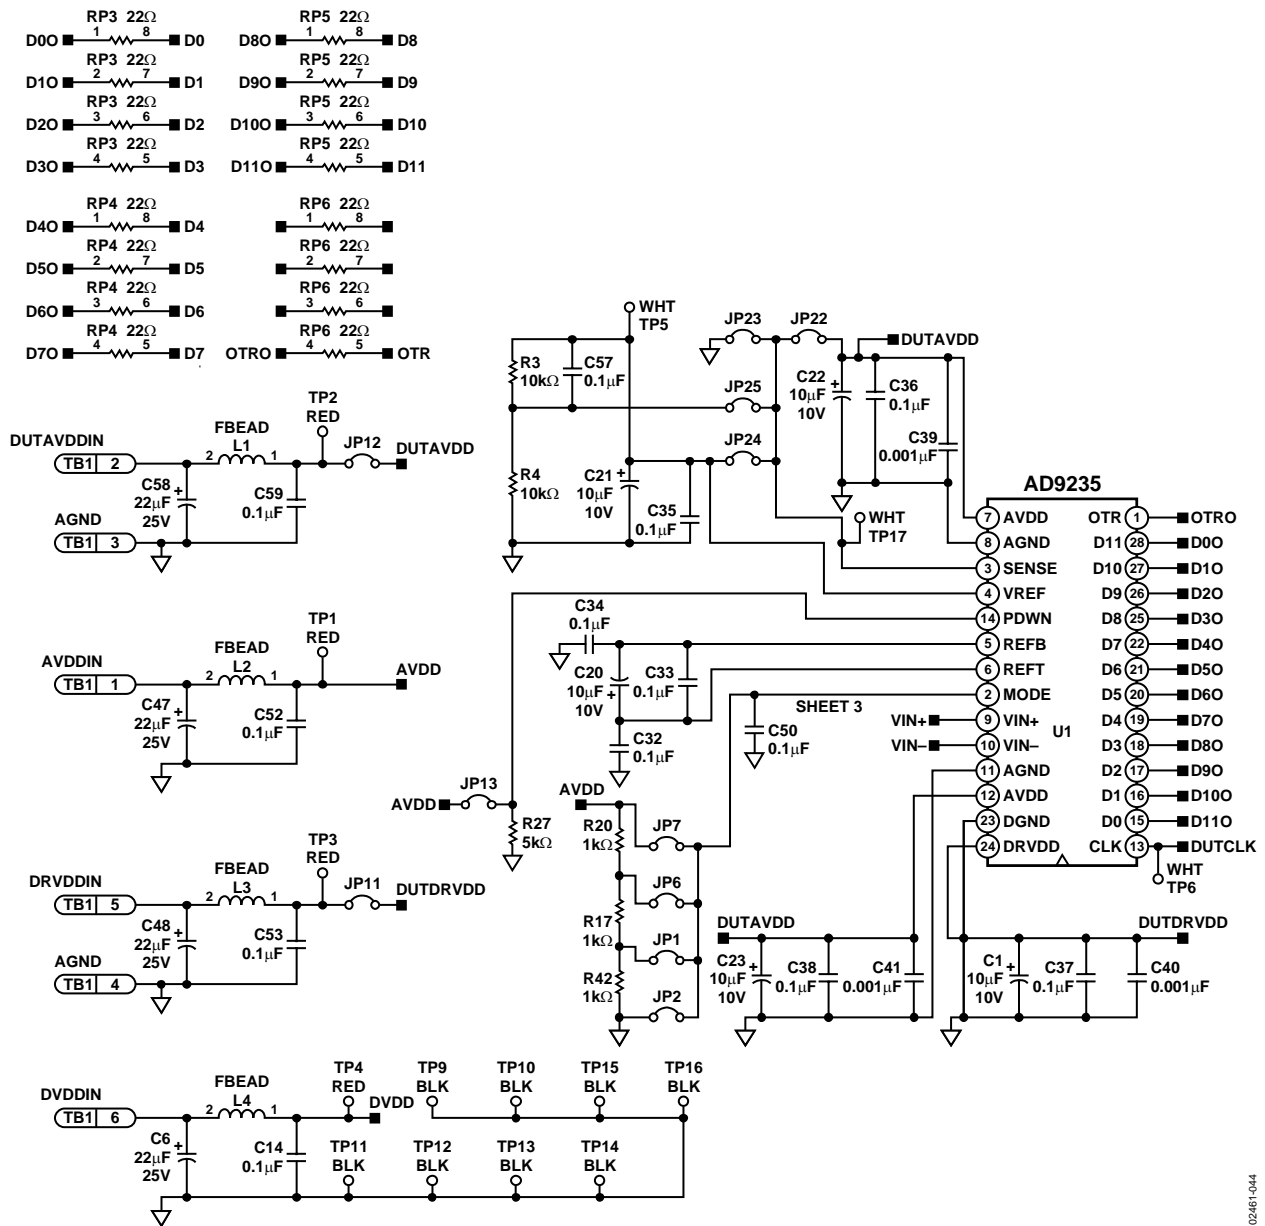 RP3 22Ω
D0O 1 8 D0
RP3 22Ω
D1O 2 7 D1
RP3 22Ω
D2O 3 6 D2
RP3 22Ω
D3O 4 5 D3
RP5 22Ω
D8O 1 8 D8
RP5 22Ω
D9O 2 7 D9
RP5 22Ω
D10O 3 6 D10
RP5 22Ω
D11O 4 5 D11
RP4 22Ω
D4O 1 8 D4
RP4 22Ω
D5O 2 7 D5
RP4 22Ω
D6O 3 6 D6
RP4 22Ω
D7O 4 5 D7
RP6 22Ω
1 8
RP6 22Ω
2 7
RP6 22Ω
3 6
RP6 22Ω
OTRO 4 5 OTR
DUTAVDDIN
TB1 2
FBEAD
2 L1 1
TP2
RED
JP12
DUTAVDD
C58
22μF
25V
+
C59
0.1μF
AGND
TB1 3
AVDDIN
TB1 1
FBEAD
2 L2 1
TP1
RED
AVDD
C47
22μF
25V
+
C52
0.1μF
DRVDDIN
TB1 5
FBEAD
2 L3 1
TP3
RED
JP11
DUTDRVDD
C48
22μF
25V
+
C53
0.1μF
AGND
TB1 4
DVDDIN
TB1 6
FBEAD
2 L4 1
TP4
RED
DVDD
C6
22μF
25V
+
C14
0.1μF
TP9
BLK
TP10
BLK
TP15
BLK
TP16
BLK
TP11
BLK
TP12
BLK
TP13
BLK
TP14
BLK
WHT
TP5
R3
10kΩ
C57
0.1μF
R4
10kΩ
C21
10μF
10V
+
C35
0.1μF
JP23
JP22
JP25
JP24
DUTAVDD
C22
10μF
10V
+
C36
0.1μF
C39
0.001μF
WHT
TP17
C34
0.1μF
C20
10μF
10V
+
C33
0.1μF
C32
0.1μF
SHEET 3
C50
0.1μF
VIN+
VIN–
AVDD
JP13
R27
5kΩ
AVDD
R20
1kΩ
R17
1kΩ
R42
1kΩ
JP7
JP6
JP1
JP2
DUTAVDD
C23
10μF
10V
+
C38
0.1μF
C41
0.001μF
DUTDRVDD
C1
10μF
10V
+
C37
0.1μF
C40
0.001μF
AD9235
U1
7 AVDD OTR 1 OTRO
8 AGND D11 28 D0O
3 SENSE D10 27 D1O
4 VREF D9 26 D2O
14 PDWN D8 25 D3O
5 REFB D7 22 D4O
6 REFT D6 21 D5O
2 MODE D5 20 D6O
9 VIN+ D4 19 D7O
10 VIN– D3 18 D8O
11 AGND D2 17 D9O
12 AVDD D1 16 D10O
23 DGND D0 15 D11O
24 DRVDD CLK 13 DUTCLK
WHT
TP6
02461-044